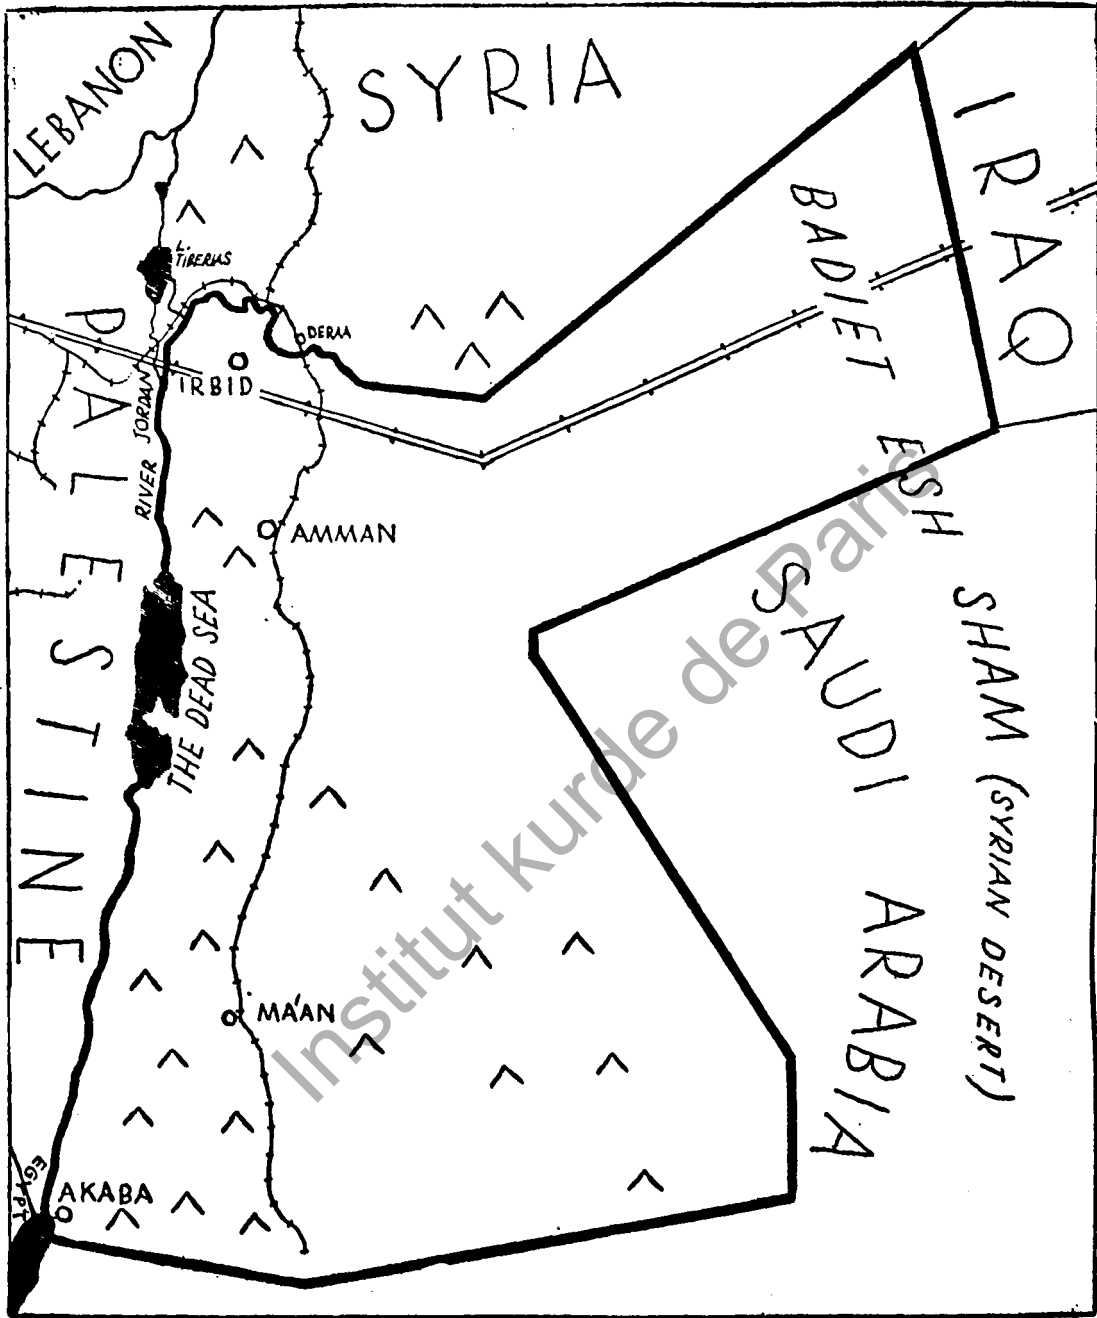 LEBANON
SYRIA
IRAQ
BADIET ESH SHAM (SYRIAN DESERT)
L. TIBERIAS
DERAA
IRBID
PALESTINE
RIVER JORDAN
AMMAN
THE DEAD SEA
SAUDI ARABIA
MA'AN
EGYPT
AKABA
Institut kurde de Paris